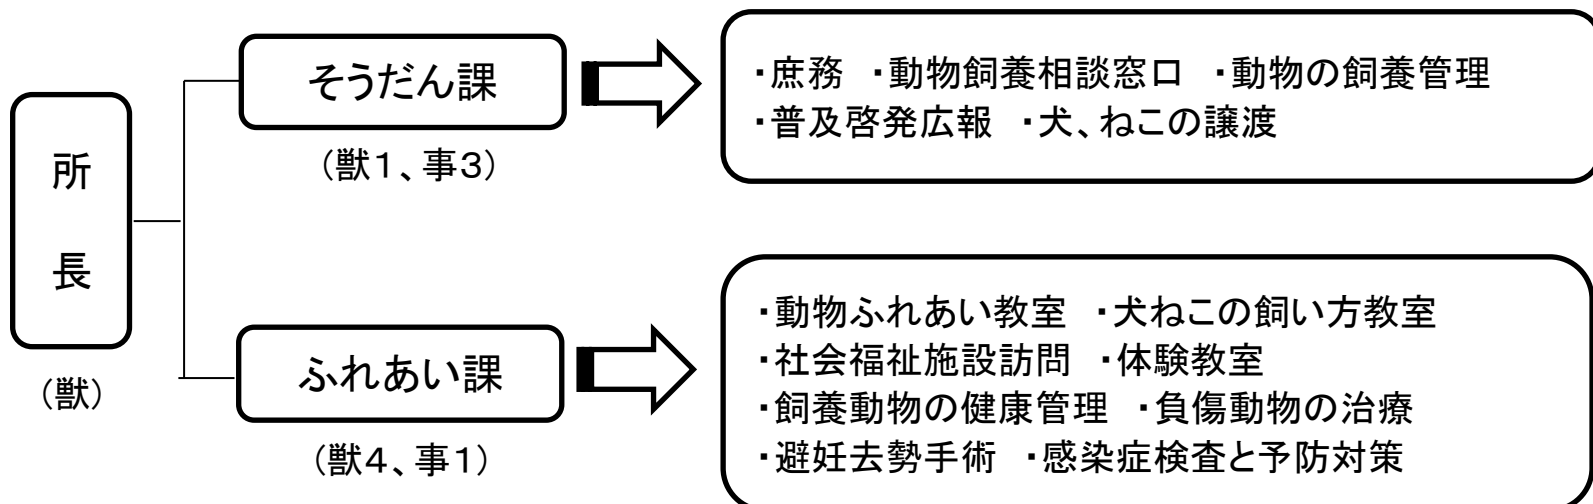 所
長
(獣)
そうだん課
(獣1、事3)
・庶務 ・動物飼養相談窓口 ・動物の飼養管理
・普及啓発広報 ・犬、ねこの譲渡
ふれあい課
(獣4、事1)
・動物ふれあい教室 ・犬ねこの飼い方教室
・社会福祉施設訪問 ・体験教室
・飼養動物の健康管理 ・負傷動物の治療
・避妊去勢手術 ・感染症検査と予防対策